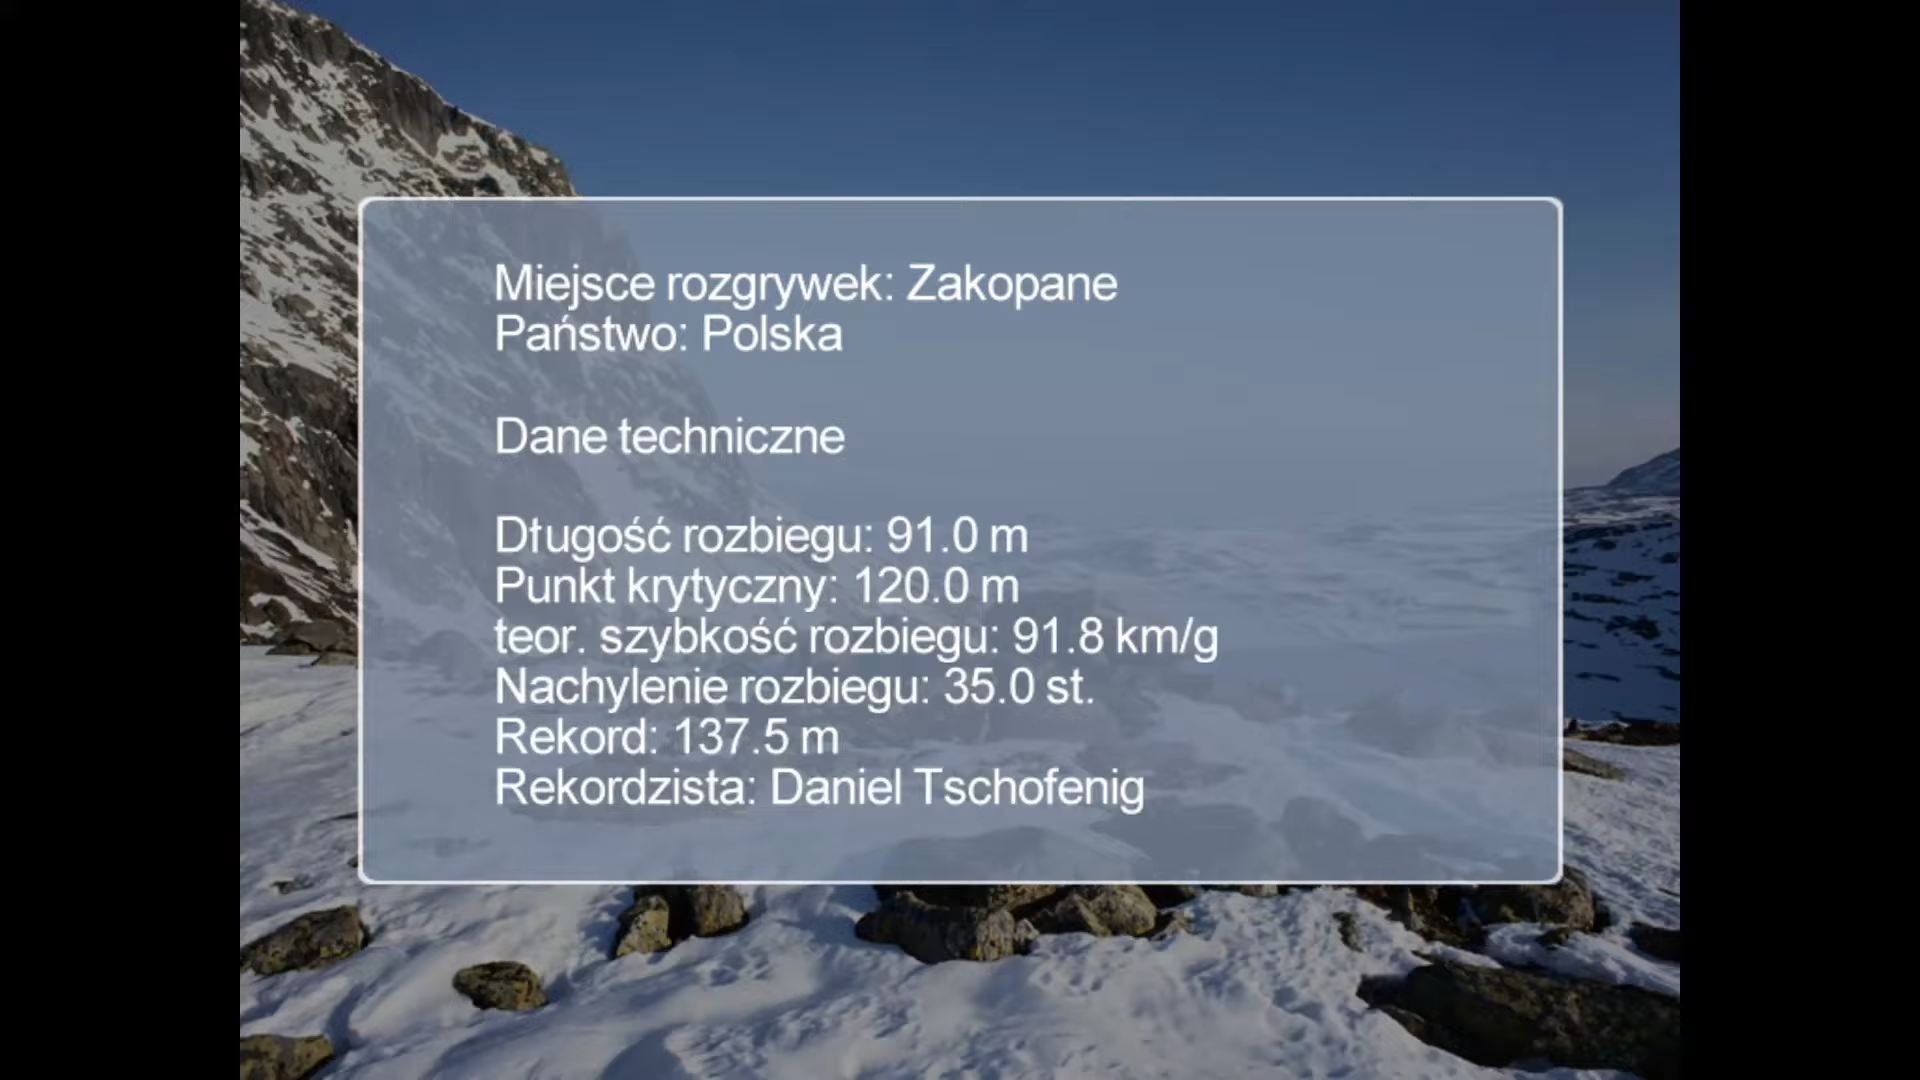 Miejsce rozgrywek: Zakopane
Państwo: Polska
Dane techniczne
Długość rozbiegu: 91.0 m
Punkt krytyczny: 120.0 m
teor. szybkość rozbiegu: 91.8 km/g
Nachylenie rozbiegu: 35.0 st.
Rekord: 137.5 m
Rekordzista: Daniel Tschofenig